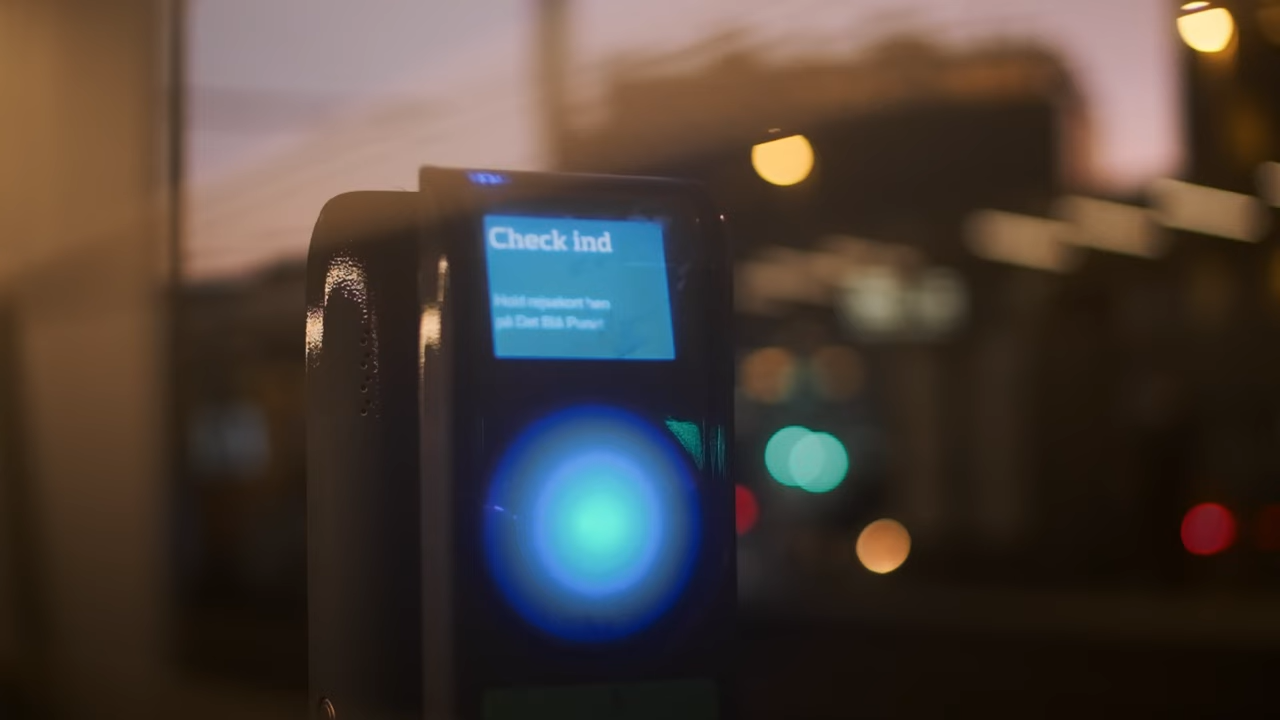 Check ind
Hold rejsekort hen
på Det Blå Punkt